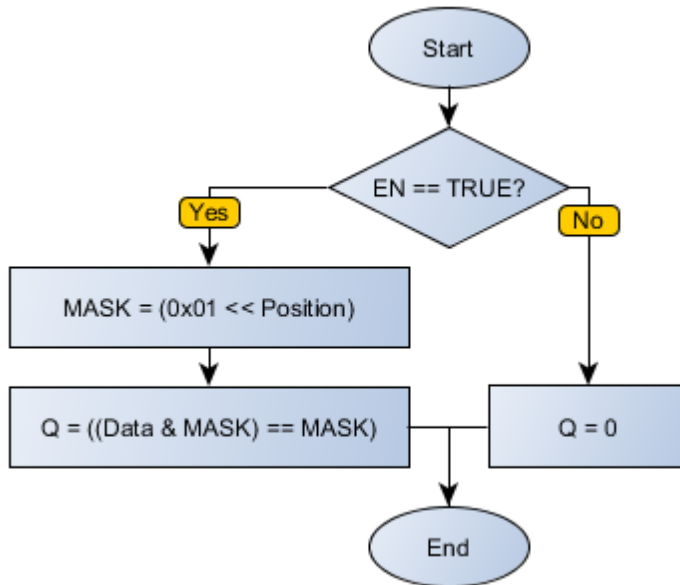 Start
EN == TRUE?
Yes
No
MASK = (0x01 << Position)
Q = ((Data & MASK) == MASK)
Q = 0
End